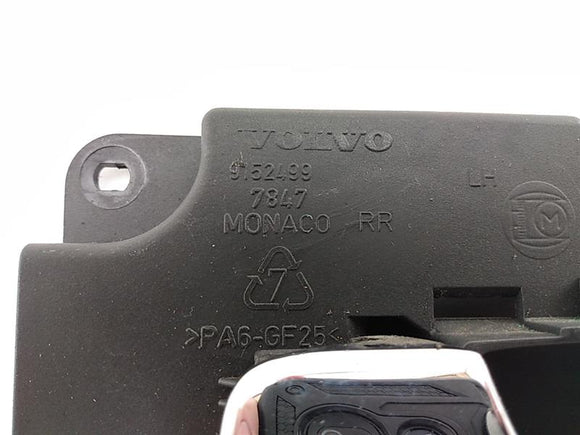 VOLVO
9152499
LH
7847
M
MONACO RR
7
>PA6-GF25<